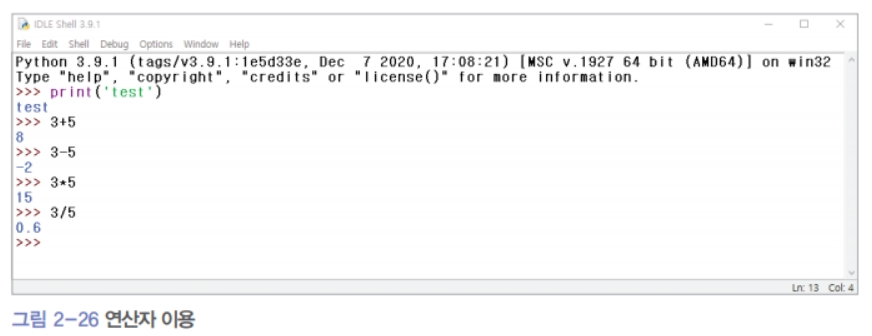 IDLE Shell 3.9.1
File Edit Shell Debug Options Window Help
Python 3.9.1 (tags/v3.9.1:1e5d33e, Dec  7 2020, 17:08:21) [MSC v.1927 64 bit (AMD64)] on win32
Type "help", "copyright", "credits" or "license()" for more information.
>>> print('test')
test
>>> 3+5
8
>>> 3-5
-2
>>> 3*5
15
>>> 3/5
0.6
>>>
Ln: 13 Col: 4
그림 2-26 연산자 이용